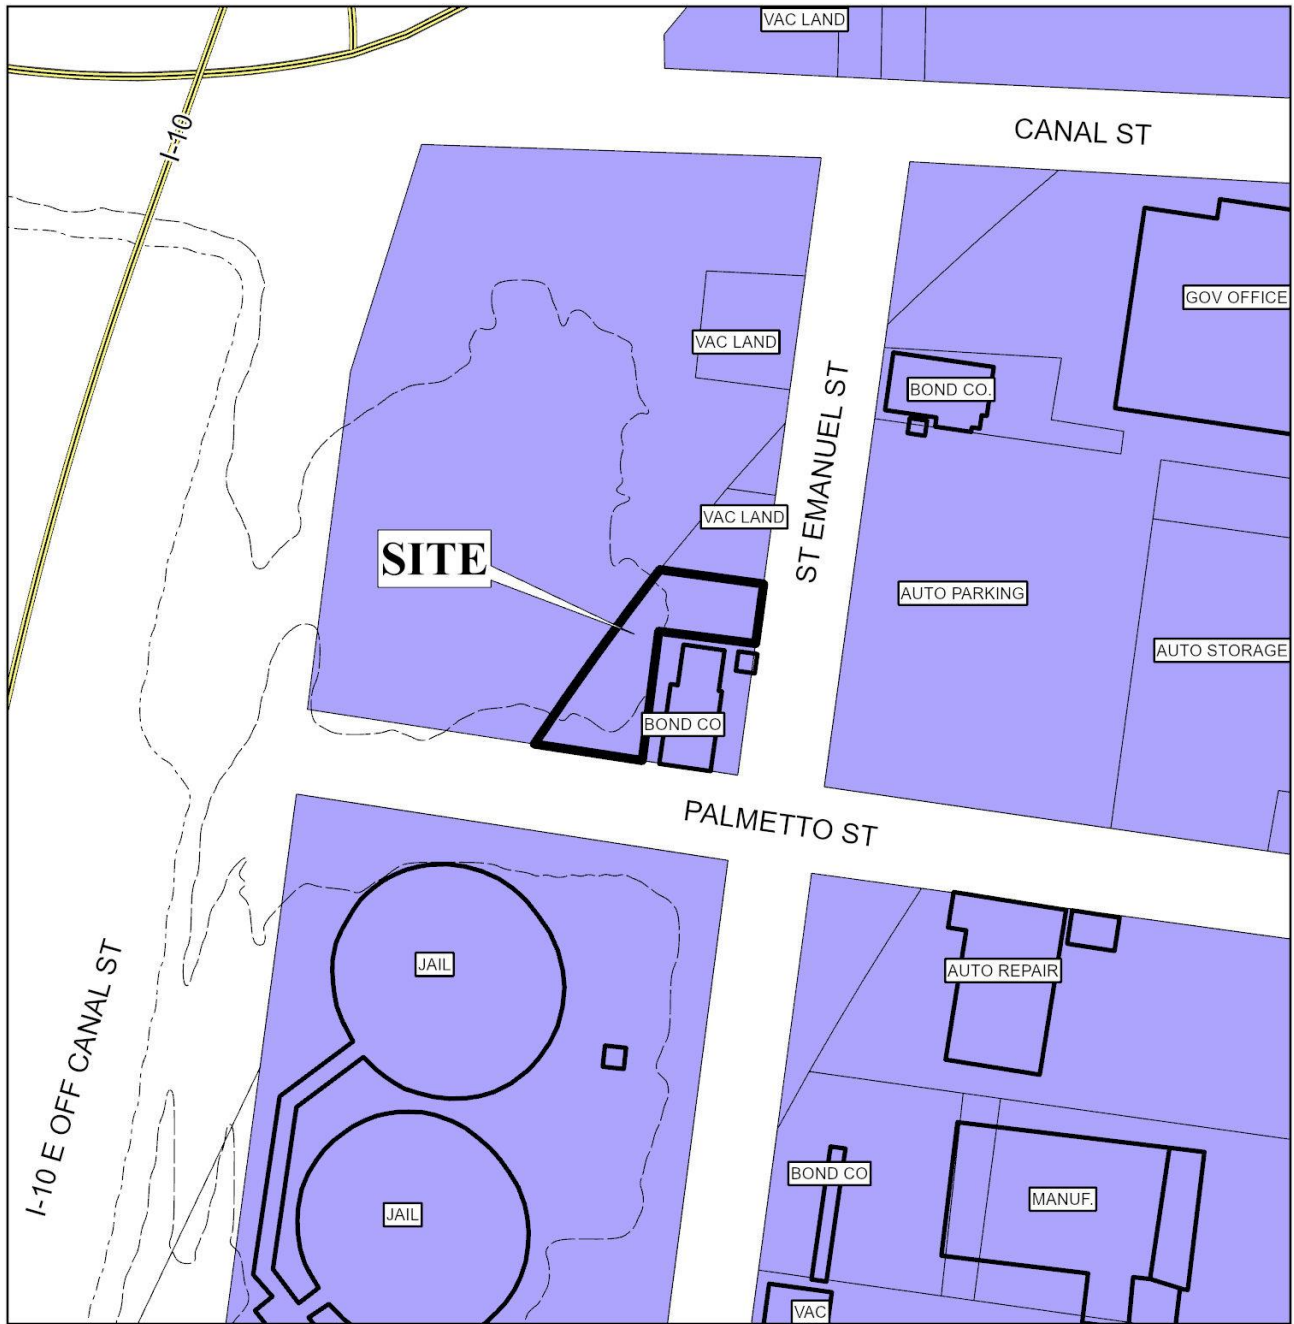 VAC LAND
CANAL ST
I-10
GOV OFFICE
VAC LAND
BOND CO.
ST EMANUEL ST
VAC LAND
SITE
AUTO PARKING
AUTO STORAGE
BOND CO
PALMETTO ST
JAIL
AUTO REPAIR
I-10 E OFF CANAL ST
BOND CO
MANUF.
JAIL
VAC